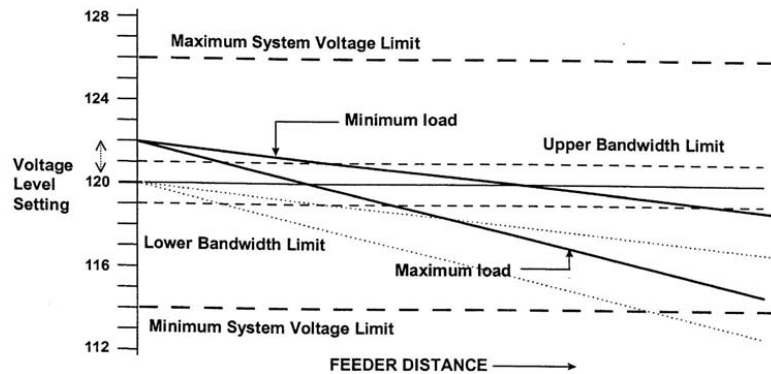 128
Maximum System Voltage Limit
124
Minimum load
Upper Bandwidth Limit
Voltage
Level
Setting
120
Lower Bandwidth Limit
116
Maximum load
Minimum System Voltage Limit
112
FEEDER DISTANCE